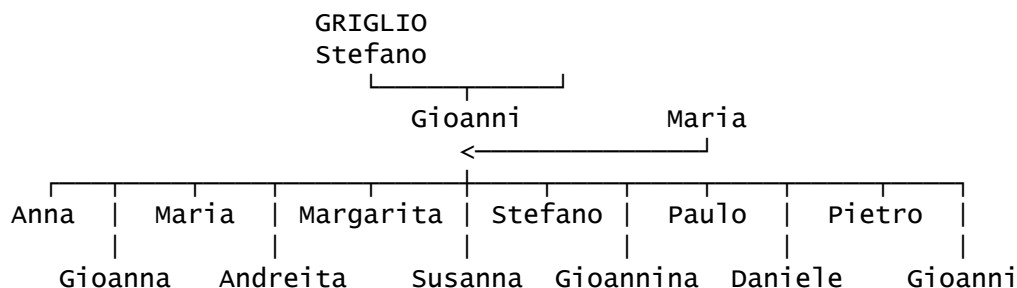 GRIGLIO
Stefano
Gioanni Maria
Anna Maria Margarita Stefano Paulo Pietro
Gioanna Andreita Susanna Gioannina Daniele Gioanni